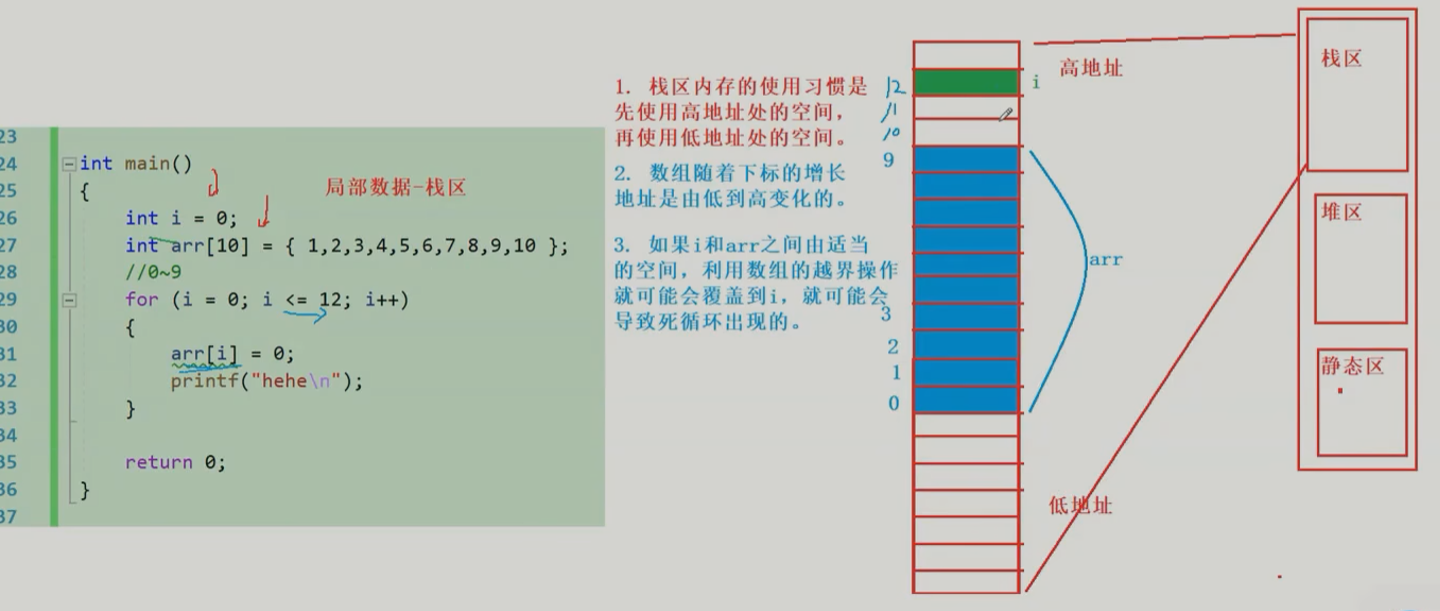 23
24 int main()
25 {
26 int i = 0;
27 int arr[10] = { 1,2,3,4,5,6,7,8,9,10 };
28 //0~9
29 for (i = 0; i <= 12; i++)
30 {
31 arr[i] = 0;
32 printf("hehe\n");
33 }
34
35 return 0;
36 }
37
局部数据-栈区
1. 栈区内存的使用习惯是
先使用高地址处的空间，
再使用低地址处的空间。
2. 数组随着下标的增长
地址是由低到高变化的。
3. 如果i和arr之间由适当
的空间，利用数组的越界操作
就可能会覆盖到i，就可能会
导致死循环出现的。
12
11
10
9
3
2
1
0
高地址
i
arr
低地址
栈区
堆区
静态区